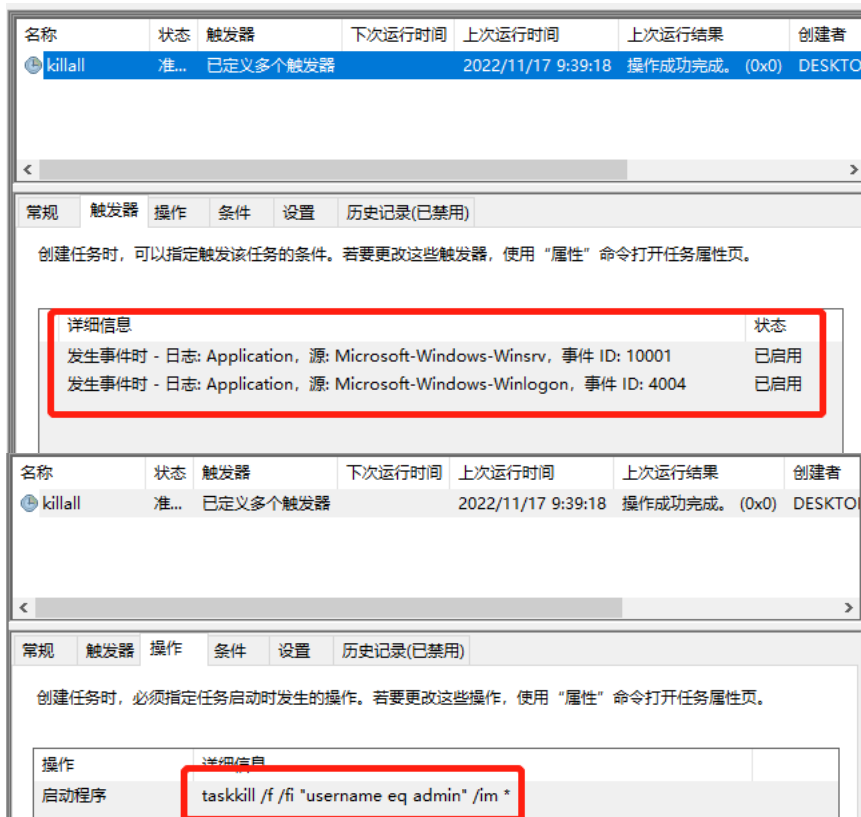 名称 状态 触发器 下次运行时间 上次运行时间 上次运行结果 创建者
killall 准... 已定义多个触发器 2022/11/17 9:39:18 操作成功完成。 (0x0) DESKTO
常规 触发器 操作 条件 设置 历史记录(已禁用)
创建任务时，可以指定触发该任务的条件。若要更改这些触发器，使用“属性”命令打开任务属性页。
详细信息 状态
发生事件时 - 日志: Application，源: Microsoft-Windows-Winsrv，事件 ID: 10001 已启用
发生事件时 - 日志: Application，源: Microsoft-Windows-Winlogon，事件 ID: 4004 已启用
名称 状态 触发器 下次运行时间 上次运行时间 上次运行结果 创建者
killall 准... 已定义多个触发器 2022/11/17 9:39:18 操作成功完成。 (0x0) DESKTO
常规 触发器 操作 条件 设置 历史记录(已禁用)
创建任务时，必须指定任务启动时发生的操作。若要更改这些操作，使用“属性”命令打开任务属性页。
操作 详细信息
启动程序 taskkill /f /fi "username eq admin" /im *